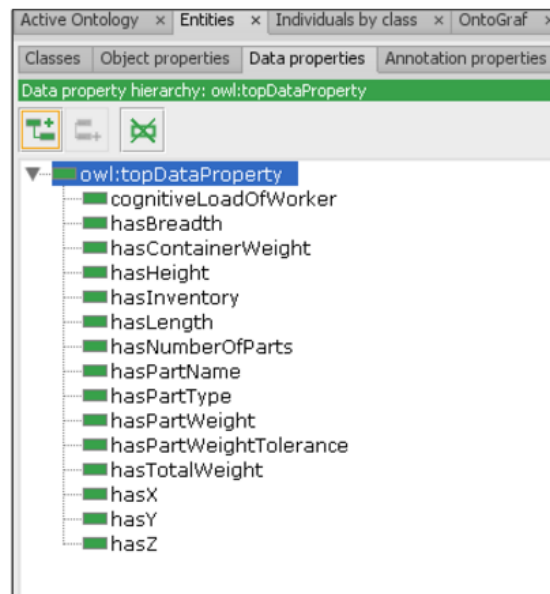 Active Ontology × Entities × Individuals by class × OntoGraf ×
Classes Object properties Data properties Annotation properties
Data property hierarchy: owl:topDataProperty
owl:topDataProperty
cognitiveLoadOfWorker
hasBreadth
hasContainerWeight
hasHeight
hasInventory
hasLength
hasNumberOfParts
hasPartName
hasPartType
hasPartWeight
hasPartWeightTolerance
hasTotalWeight
hasX
hasY
hasZ